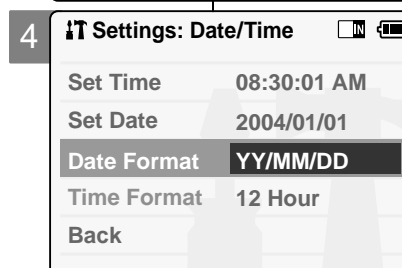 4
Settings: Date/Time IN
Set Time 08:30:01 AM
Set Date 2004/01/01
Date Format YY/MM/DD
Time Format 12 Hour
Back